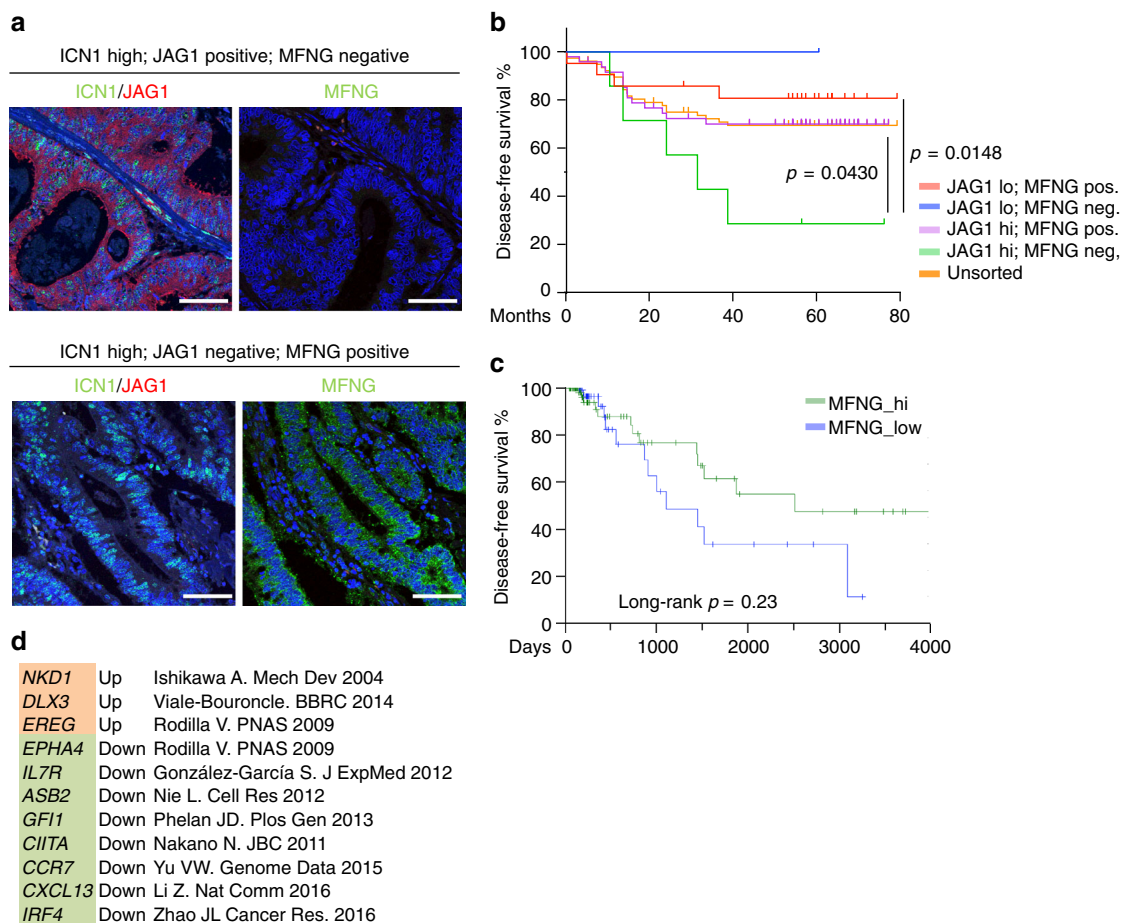 a
ICN1 high; JAG1 positive; MFNG negative
ICN1/JAG1
MFNG
ICN1 high; JAG1 negative; MFNG positive
ICN1/JAG1
MFNG
b
Disease-free survival %
100
80
60
40
20
0
Months
0
20
40
60
80
p = 0.0430
p = 0.0148
JAG1 lo; MFNG pos.
JAG1 lo; MFNG neg.
JAG1 hi; MFNG pos.
JAG1 hi; MFNG neg,
Unsorted
c
Disease-free survival %
100
80
60
40
20
0
Days
0
1000
2000
3000
4000
MFNG_hi
MFNG_low
Long-rank p = 0.23
d
NKD1 Up Ishikawa A. Mech Dev 2004
DLX3 Up Viale-Bouroncle. BBRC 2014
EREG Up Rodilla V. PNAS 2009
EPHA4 Down Rodilla V. PNAS 2009
IL7R Down González-García S. J ExpMed 2012
ASB2 Down Nie L. Cell Res 2012
GFI1 Down Phelan JD. Plos Gen 2013
CIITA Down Nakano N. JBC 2011
CCR7 Down Yu VW. Genome Data 2015
CXCL13 Down Li Z. Nat Comm 2016
IRF4 Down Zhao JL Cancer Res. 2016